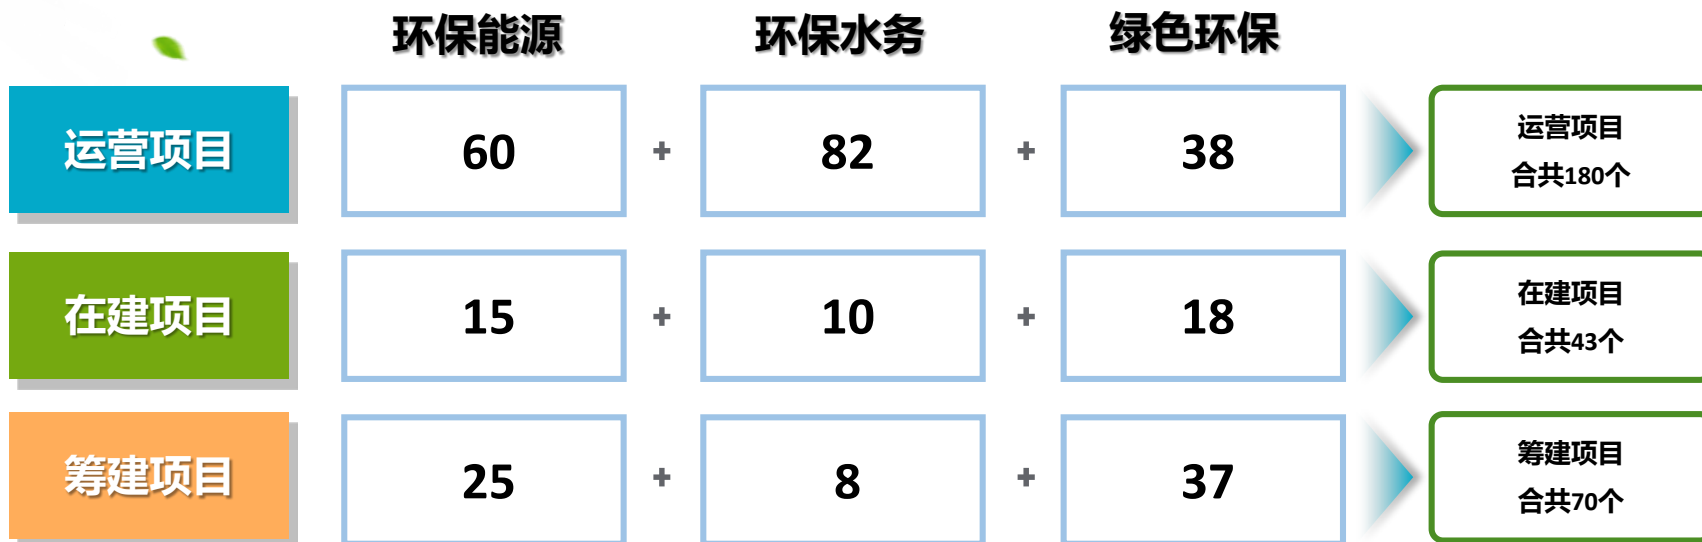 环保能源 环保水务 绿色环保
运营项目 60 + 82 + 38 运营项目
合共180个
在建项目 15 + 10 + 18 在建项目
合共43个
筹建项目 25 + 8 + 37 筹建项目
合共70个